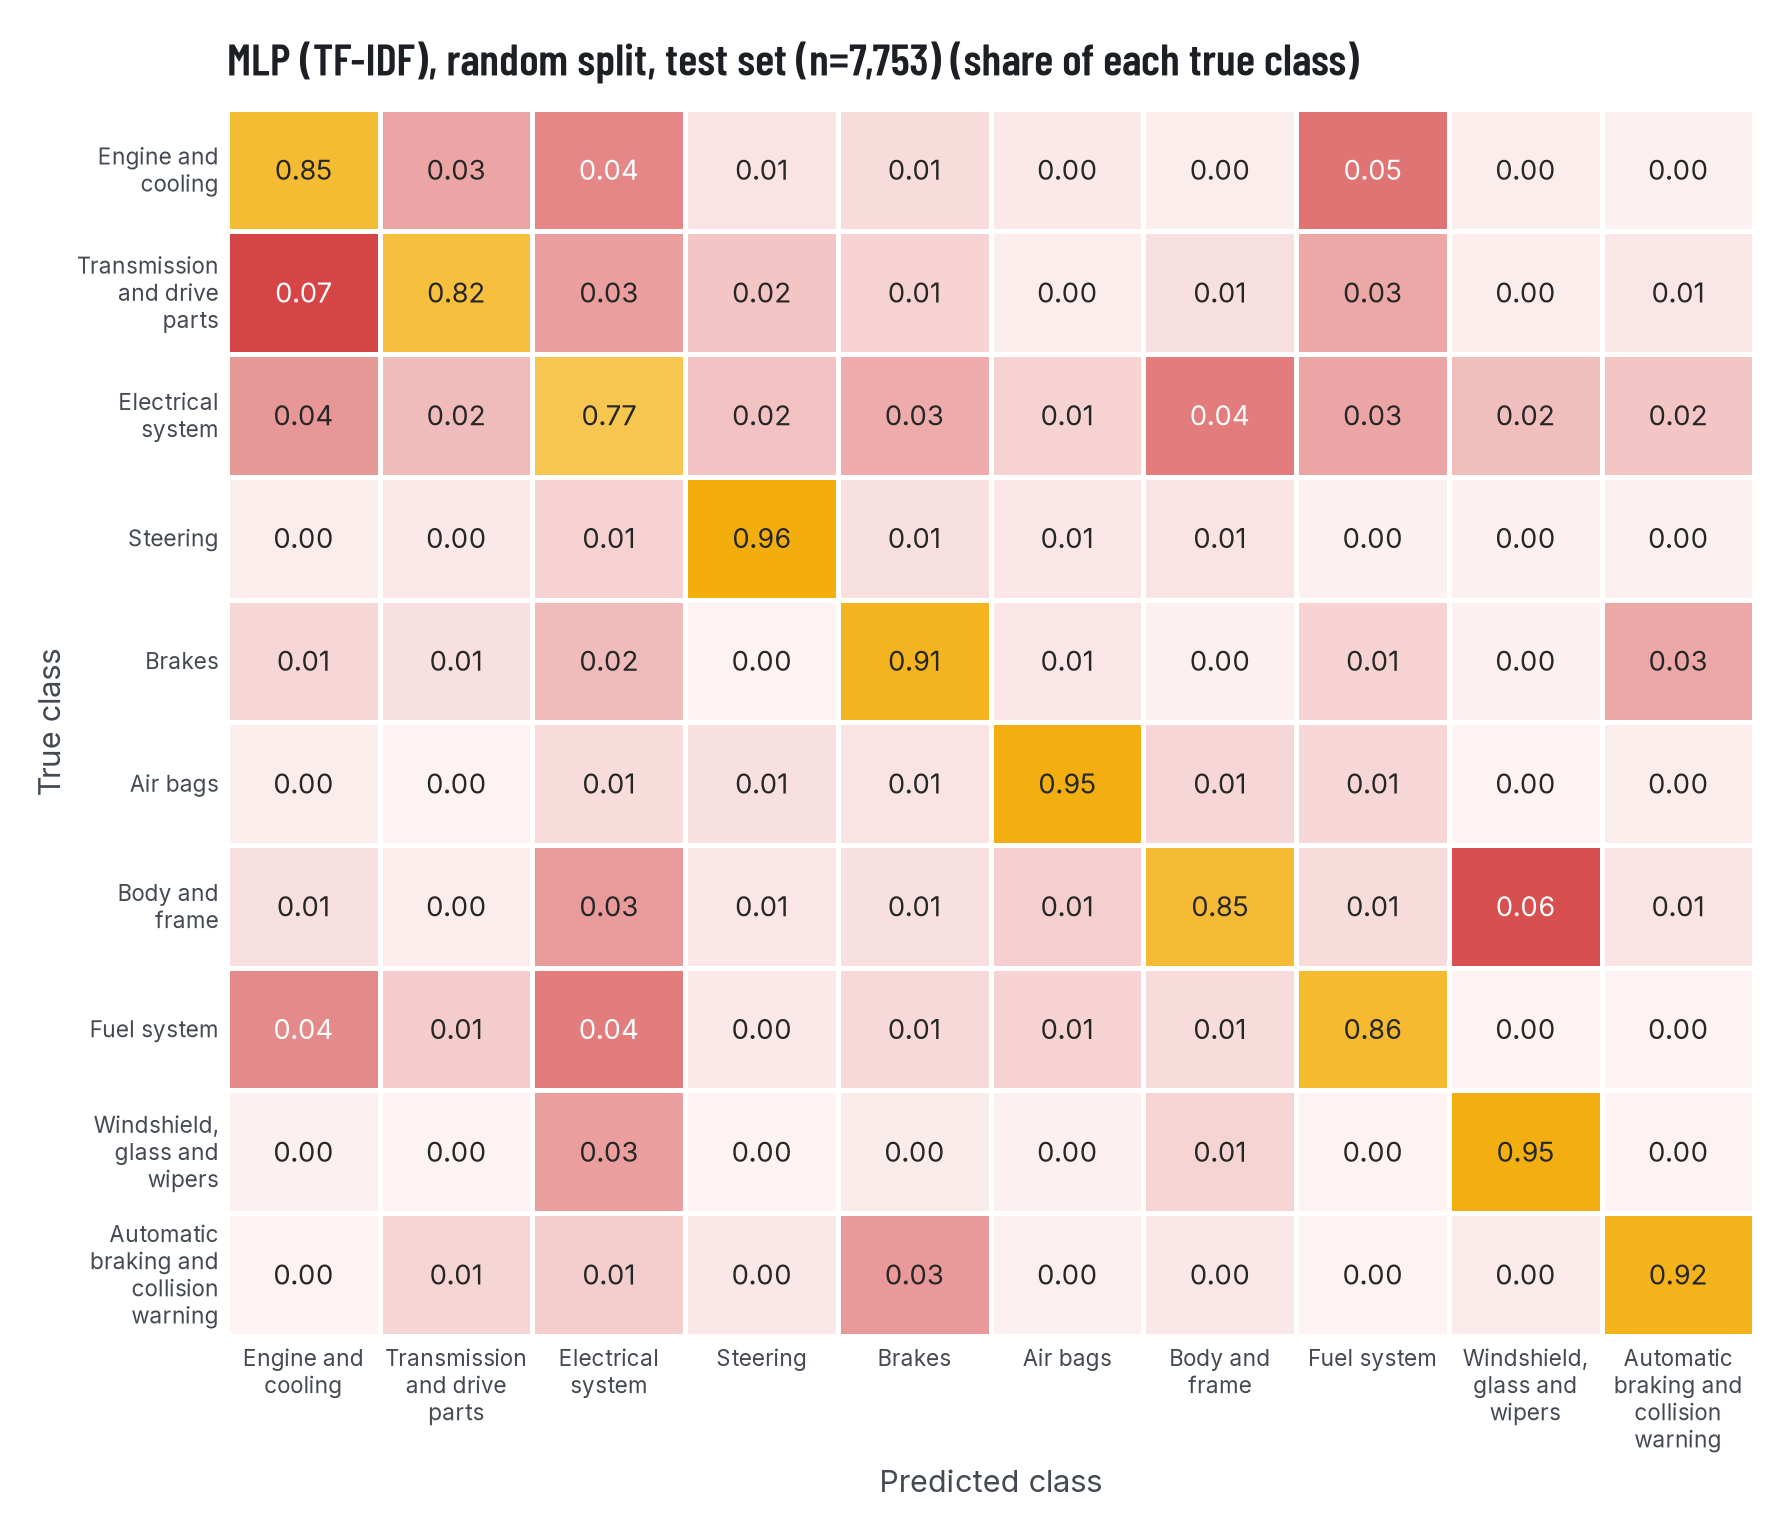 MLP (TF-IDF), random split, test set (n=7,753) (share of each true class)
Engine and
cooling
0.85 0.03 0.04 0.01 0.01 0.00 0.00 0.05 0.00 0.00
Transmission
and drive
parts
0.07 0.82 0.03 0.02 0.01 0.00 0.01 0.03 0.00 0.01
Electrical
system
0.04 0.02 0.77 0.02 0.03 0.01 0.04 0.03 0.02 0.02
Steering
0.00 0.00 0.01 0.96 0.01 0.01 0.01 0.00 0.00 0.00
Brakes
0.01 0.01 0.02 0.00 0.91 0.01 0.00 0.01 0.00 0.03
Air bags
0.00 0.00 0.01 0.01 0.01 0.95 0.01 0.01 0.00 0.00
Body and
frame
0.01 0.00 0.03 0.01 0.01 0.01 0.85 0.01 0.06 0.01
Fuel system
0.04 0.01 0.04 0.00 0.01 0.01 0.01 0.86 0.00 0.00
Windshield,
glass and
wipers
0.00 0.00 0.03 0.00 0.00 0.00 0.01 0.00 0.95 0.00
Automatic
braking and
collision
warning
0.00 0.01 0.01 0.00 0.03 0.00 0.00 0.00 0.00 0.92
True class
Engine and
cooling
Transmission
and drive
parts
Electrical
system
Steering
Brakes
Air bags
Body and
frame
Fuel system
Windshield,
glass and
wipers
Automatic
braking and
collision
warning
Predicted class